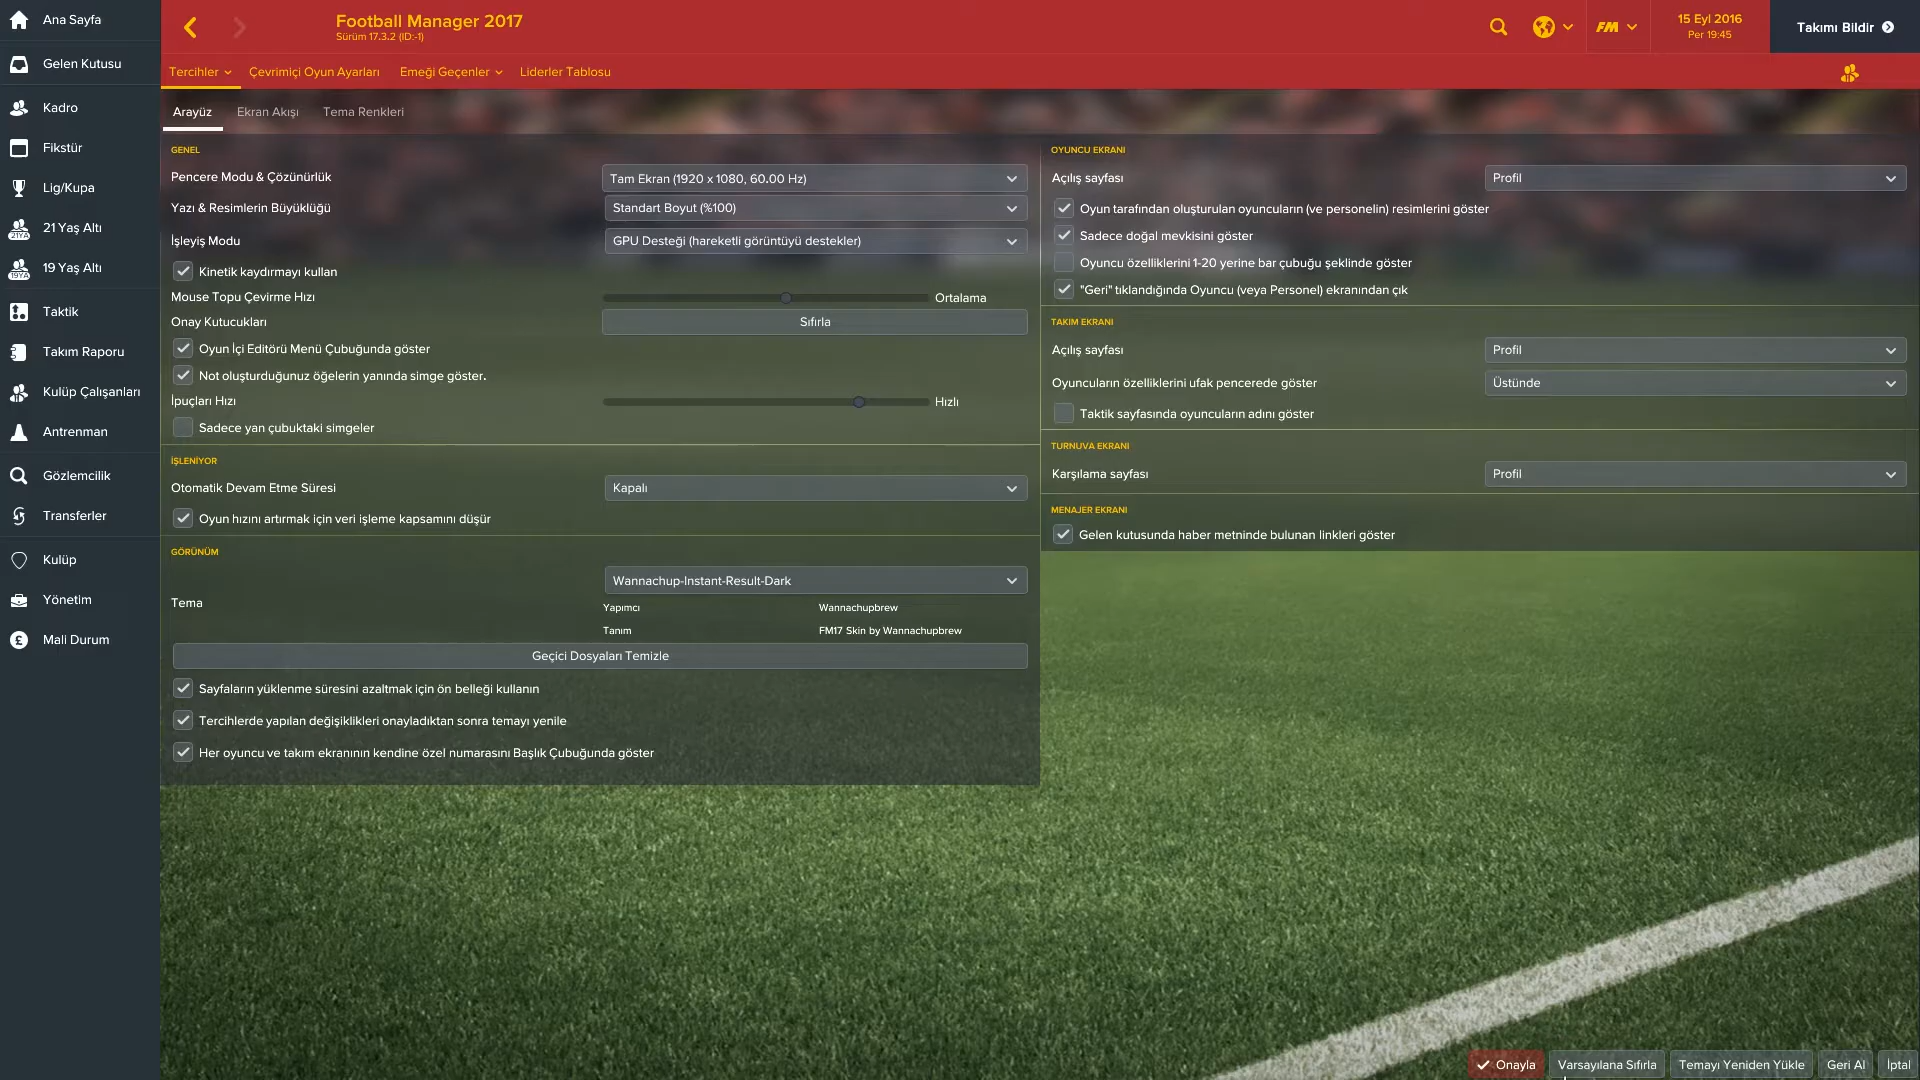 Ana Sayfa
Gelen Kutusu
Kadro
Fikstür
Lig/Kupa
21YA
21 Yaş Altı
19YA
19 Yaş Altı
Taktik
Takım Raporu
Kulüp Çalışanları
Antrenman
Gözlemcilik
Transferler
Kulüp
Yönetim
Mali Durum
Football Manager 2017
Sürüm 17.3.2 (ID:-1)
FM
15 Eyl 2016
Per 19:45
Takımı Bildir
Tercihler
Çevrimiçi Oyun Ayarları
Emeği Geçenler
Liderler Tablosu
Arayüz
Ekran Akışı
Tema Renkleri
GENEL
Pencere Modu & Çözünürlük
Tam Ekran (1920 x 1080, 60.00 Hz)
Yazı & Resimlerin Büyüklüğü
Standart Boyut (%100)
İşleyiş Modu
GPU Desteği (hareketli görüntüyü destekler)
Kinetik kaydırmayı kullan
Mouse Topu Çevirme Hızı
Ortalama
Onay Kutucukları
Sıfırla
Oyun İçi Editörü Menü Çubuğunda göster
Not oluşturduğunuz öğelerin yanında simge göster.
İpuçları Hızı
Hızlı
Sadece yan çubuktaki simgeler
İŞLENİYOR
Otomatik Devam Etme Süresi
Kapalı
Oyun hızını artırmak için veri işleme kapsamını düşür
GÖRÜNÜM
Tema
Wannachup-Instant-Result-Dark
Yapımcı
Wannachupbrew
Tanım
FM17 Skin by Wannachupbrew
Geçici Dosyaları Temizle
Sayfaların yüklenme süresini azaltmak için ön belleği kullanın
Tercihlerde yapılan değişiklikleri onayladıktan sonra temayı yenile
Her oyuncu ve takım ekranının kendine özel numarasını Başlık Çubuğunda göster
OYUNCU EKRANI
Açılış sayfası
Profil
Oyun tarafından oluşturulan oyuncuların (ve personelin) resimlerini göster
Sadece doğal mevkisini göster
Oyuncu özelliklerini 1-20 yerine bar çubuğu şeklinde göster
"Geri" tıklandığında Oyuncu (veya Personel) ekranından çık
TAKIM EKRANI
Açılış sayfası
Profil
Oyuncuların özelliklerini ufak pencerede göster
Üstünde
Taktik sayfasında oyuncuların adını göster
TURNUVA EKRANI
Karşılama sayfası
Profil
MENAJER EKRANI
Gelen kutusunda haber metninde bulunan linkleri göster
Onayla
Varsayılana Sıfırla
Temayı Yeniden Yükle
Geri Al
İptal